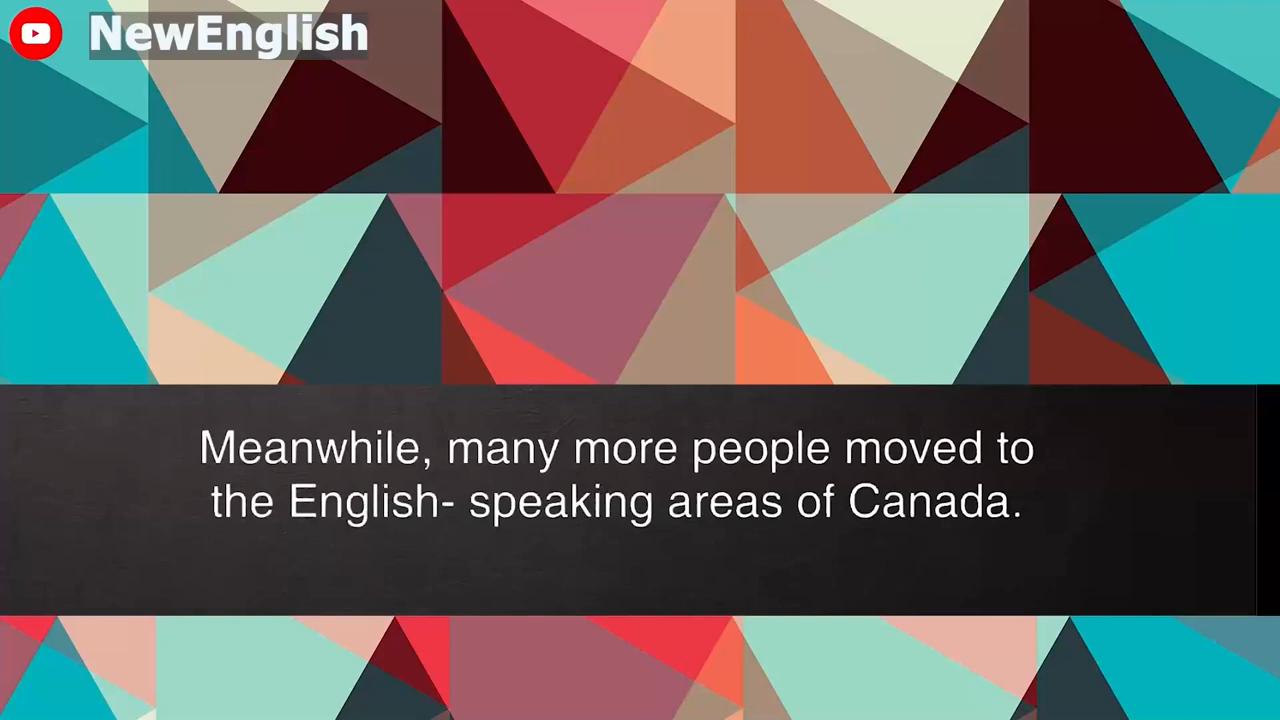 NewEnglish
Meanwhile, many more people moved to
the English- speaking areas of Canada.